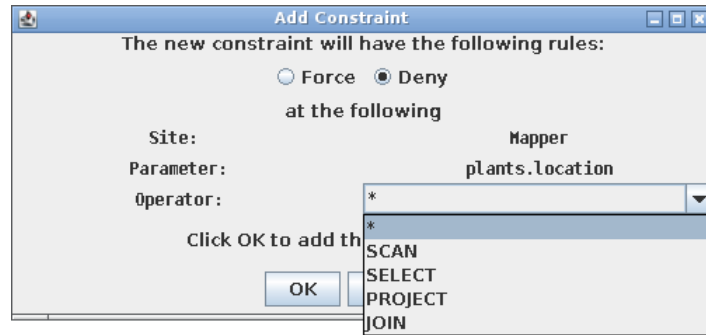 Add Constraint
The new constraint will have the following rules:
Force Deny
at the following
Site: Mapper
Parameter: plants.location
Operator: *
*
Click OK to add th
SCAN
SELECT
OK
PROJECT
JOIN